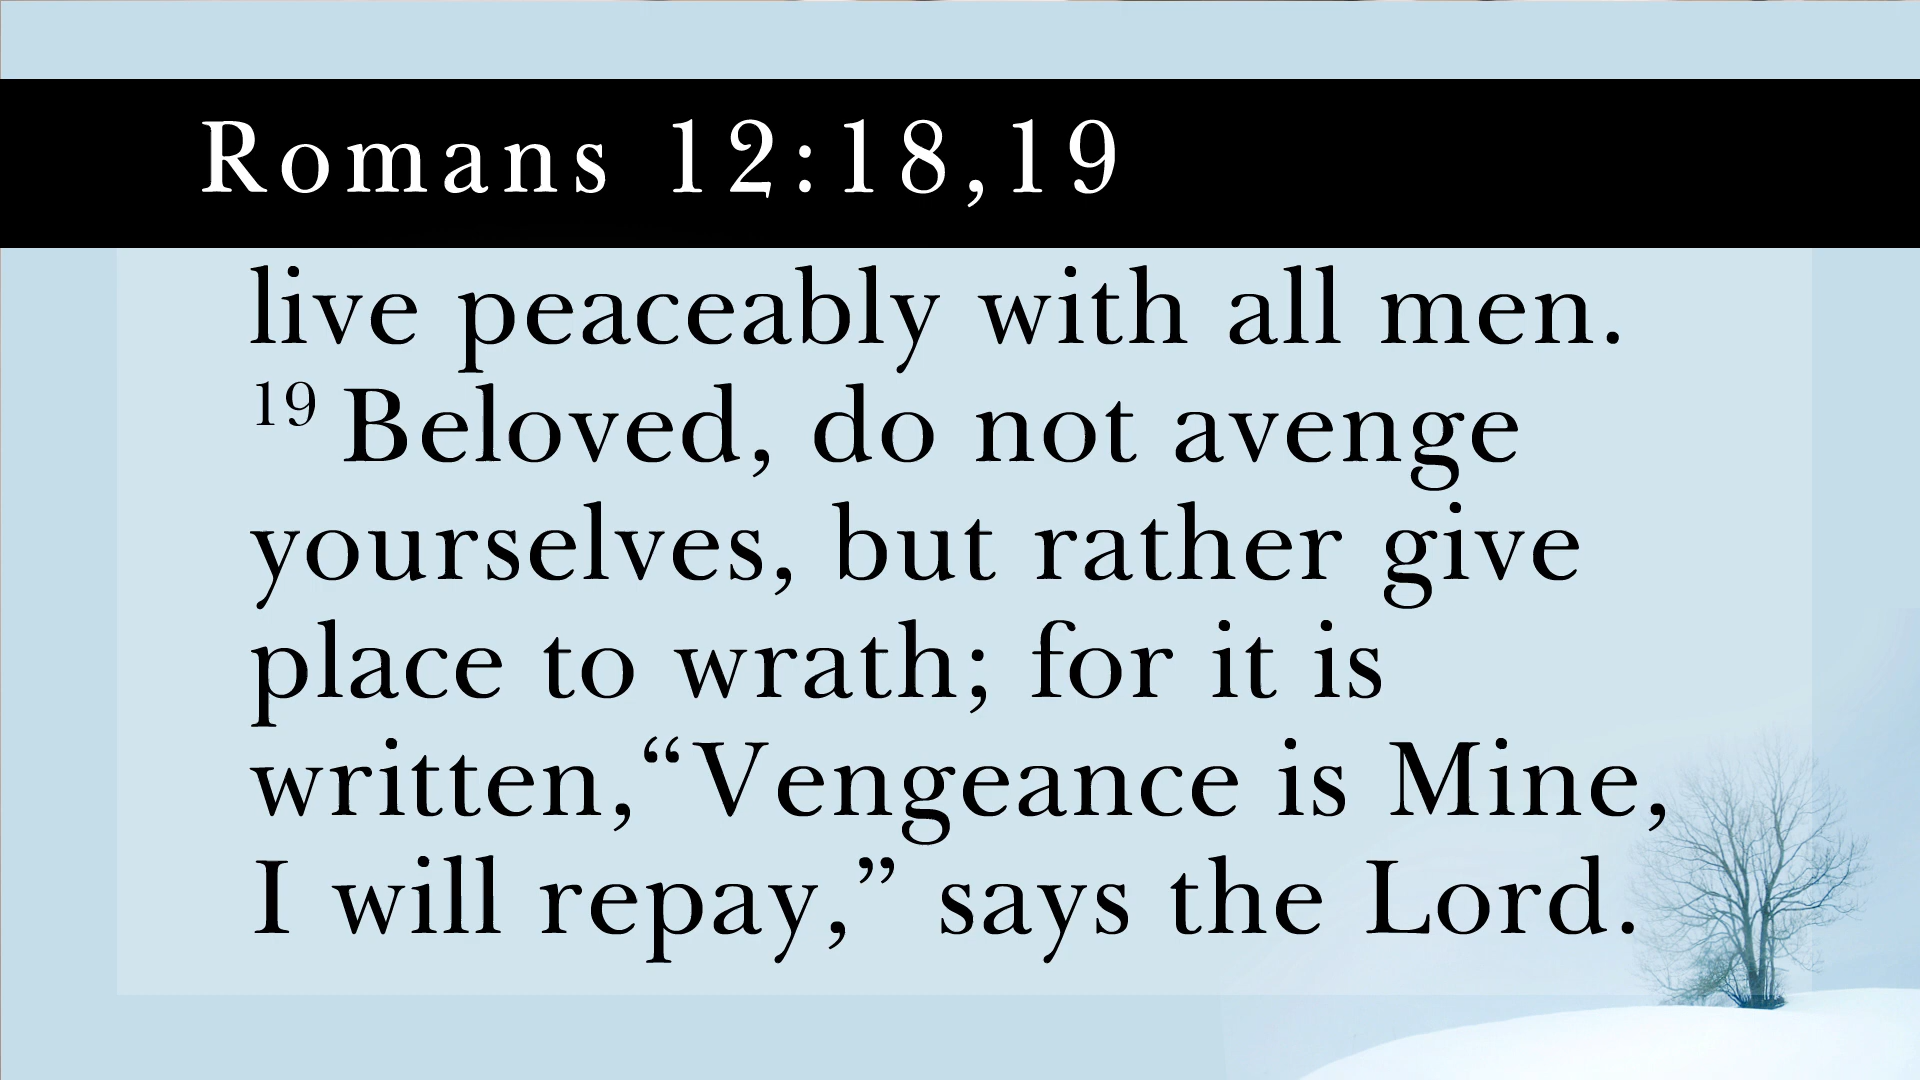 Romans 12:18,19
live peaceably with all men.
19 Beloved, do not avenge
yourselves, but rather give
place to wrath; for it is
written,“Vengeance is Mine,
I will repay,” says the Lord.